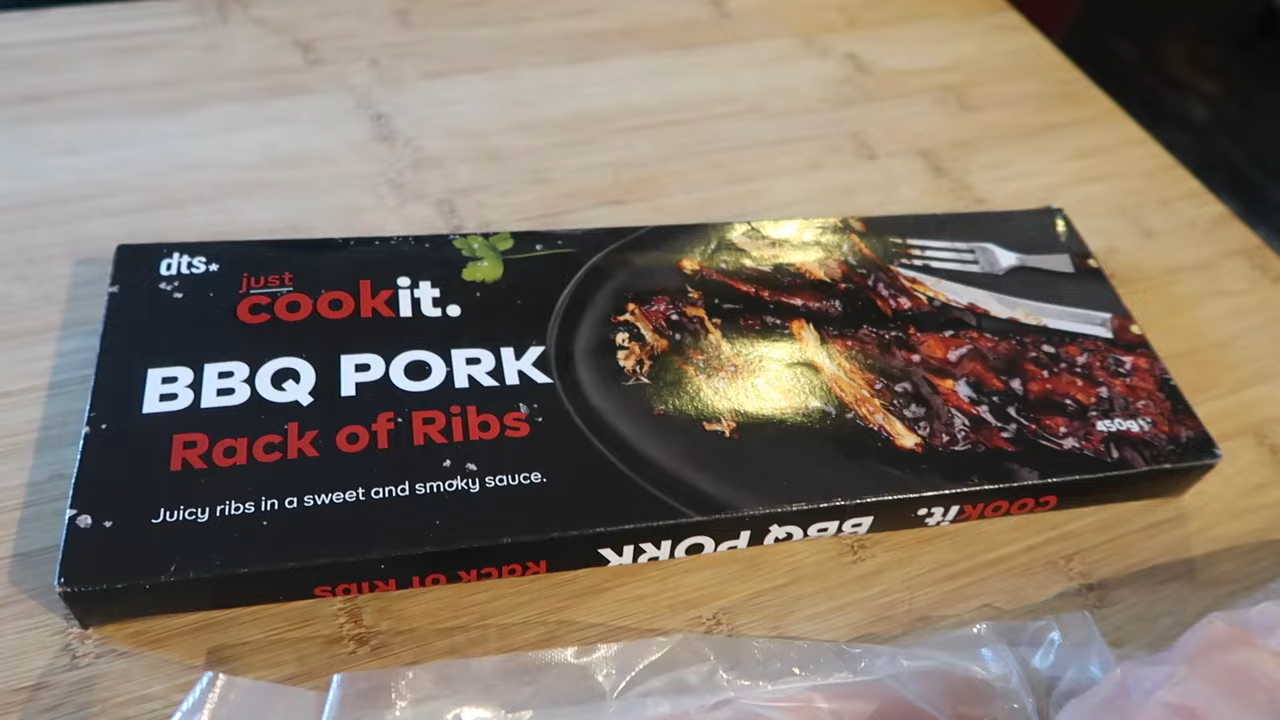 dts*
just
cookit.
BBQ PORK
Rack of Ribs
Juicy ribs in a sweet and smoky sauce.
450g e
cookit.
BBQ PORK
Rack of Ribs